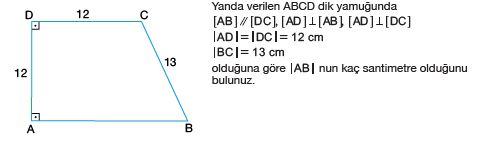 D
12
C
12
13
A
B
Yanda verilen ABCD dik yamuğunda
[AB] // [DC], [AD] ⊥ [AB], [AD] ⊥ [DC]
|AD| = |DC| = 12 cm
|BC| = 13 cm
olduğuna göre |AB| nun kaç santimetre olduğunu
bulunuz.